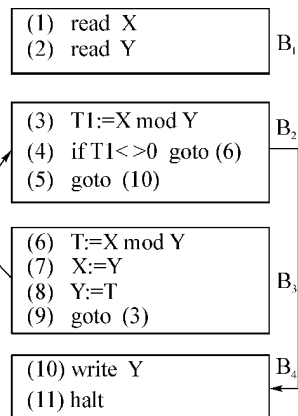 (1) read X
(2) read Y
B₁
(3) T1:=X mod Y
B₂
(4) if T1<>0 goto (6)
(5) goto (10)
(6) T:=X mod Y
(7) X:=Y
(8) Y:=T
B₃
(9) goto (3)
(10) write Y
B₄
(11) halt